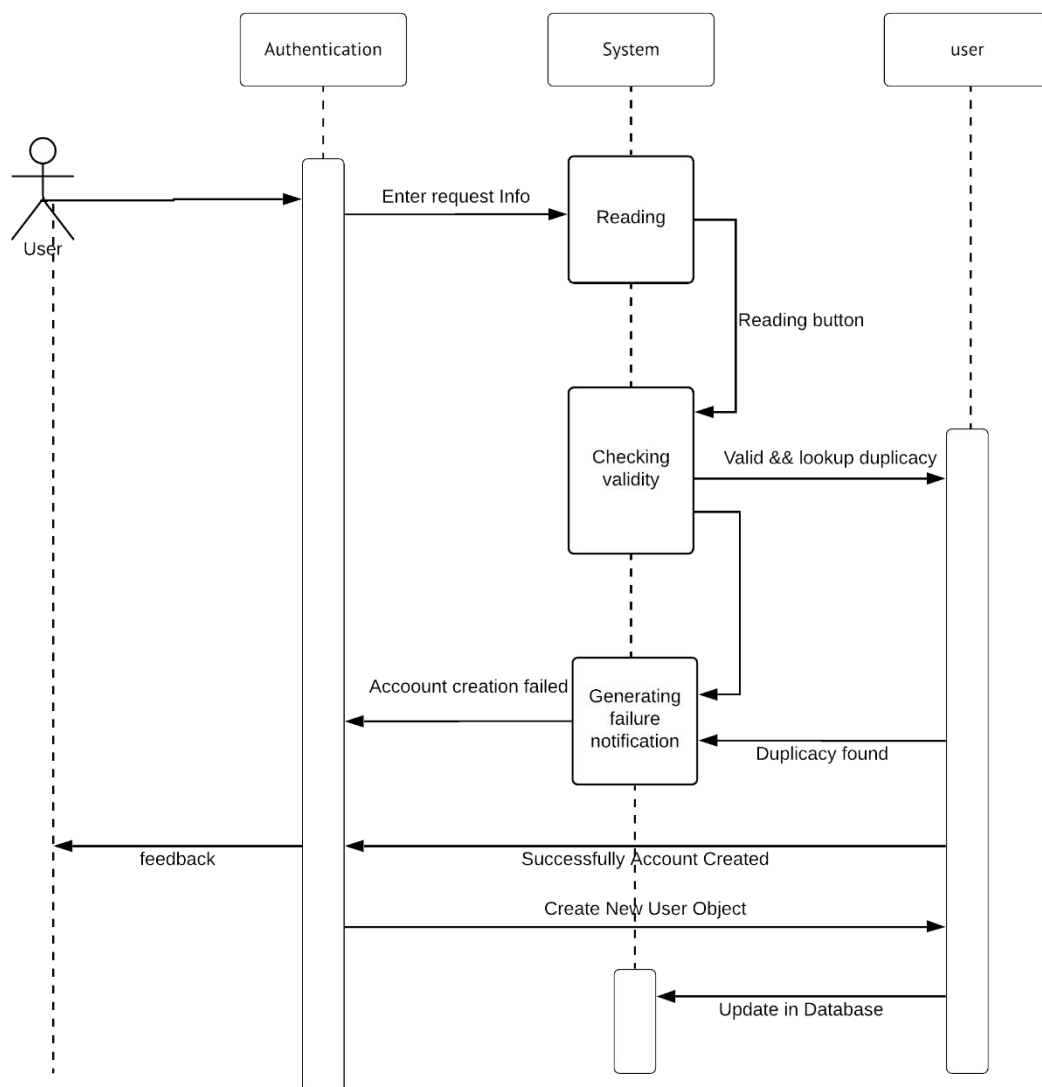 Authentication
System
user
Enter request Info
Reading
User
Reading button
Checking
validity
Valid && lookup duplicacy
Accoount creation failed
Generating
failure
notification
Duplicacy found
feedback
Successfully Account Created
Create New User Object
Update in Database